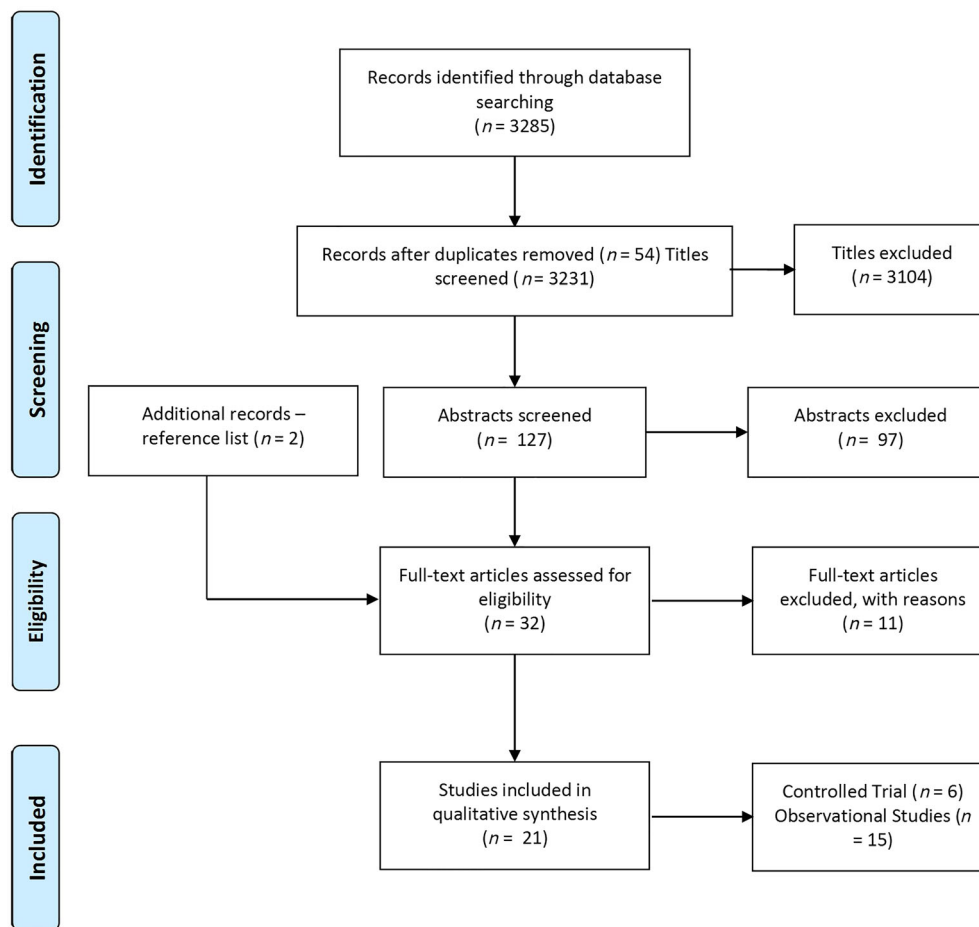 Identification
Records identified through database
searching
(n = 3285)
Records after duplicates removed (n = 54) Titles
screened (n = 3231)
Titles excluded
(n = 3104)
Screening
Additional records –
reference list (n = 2)
Abstracts screened
(n = 127)
Abstracts excluded
(n = 97)
Eligibility
Full-text articles assessed for
eligibility
(n = 32)
Full-text articles
excluded, with reasons
(n = 11)
Included
Studies included in
qualitative synthesis
(n = 21)
Controlled Trial (n = 6)
Observational Studies (n
= 15)